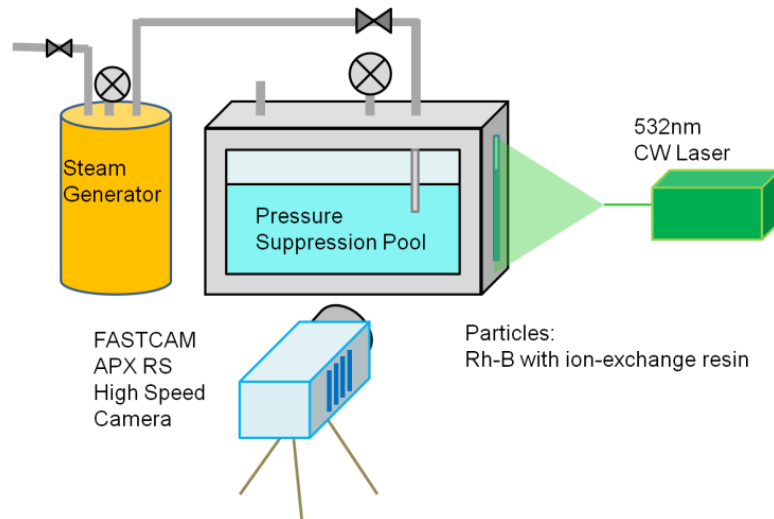 Steam
Generator
Pressure
Suppression Pool
532nm
CW Laser
FASTCAM
APX RS
High Speed
Camera
Particles:
Rh-B with ion-exchange resin